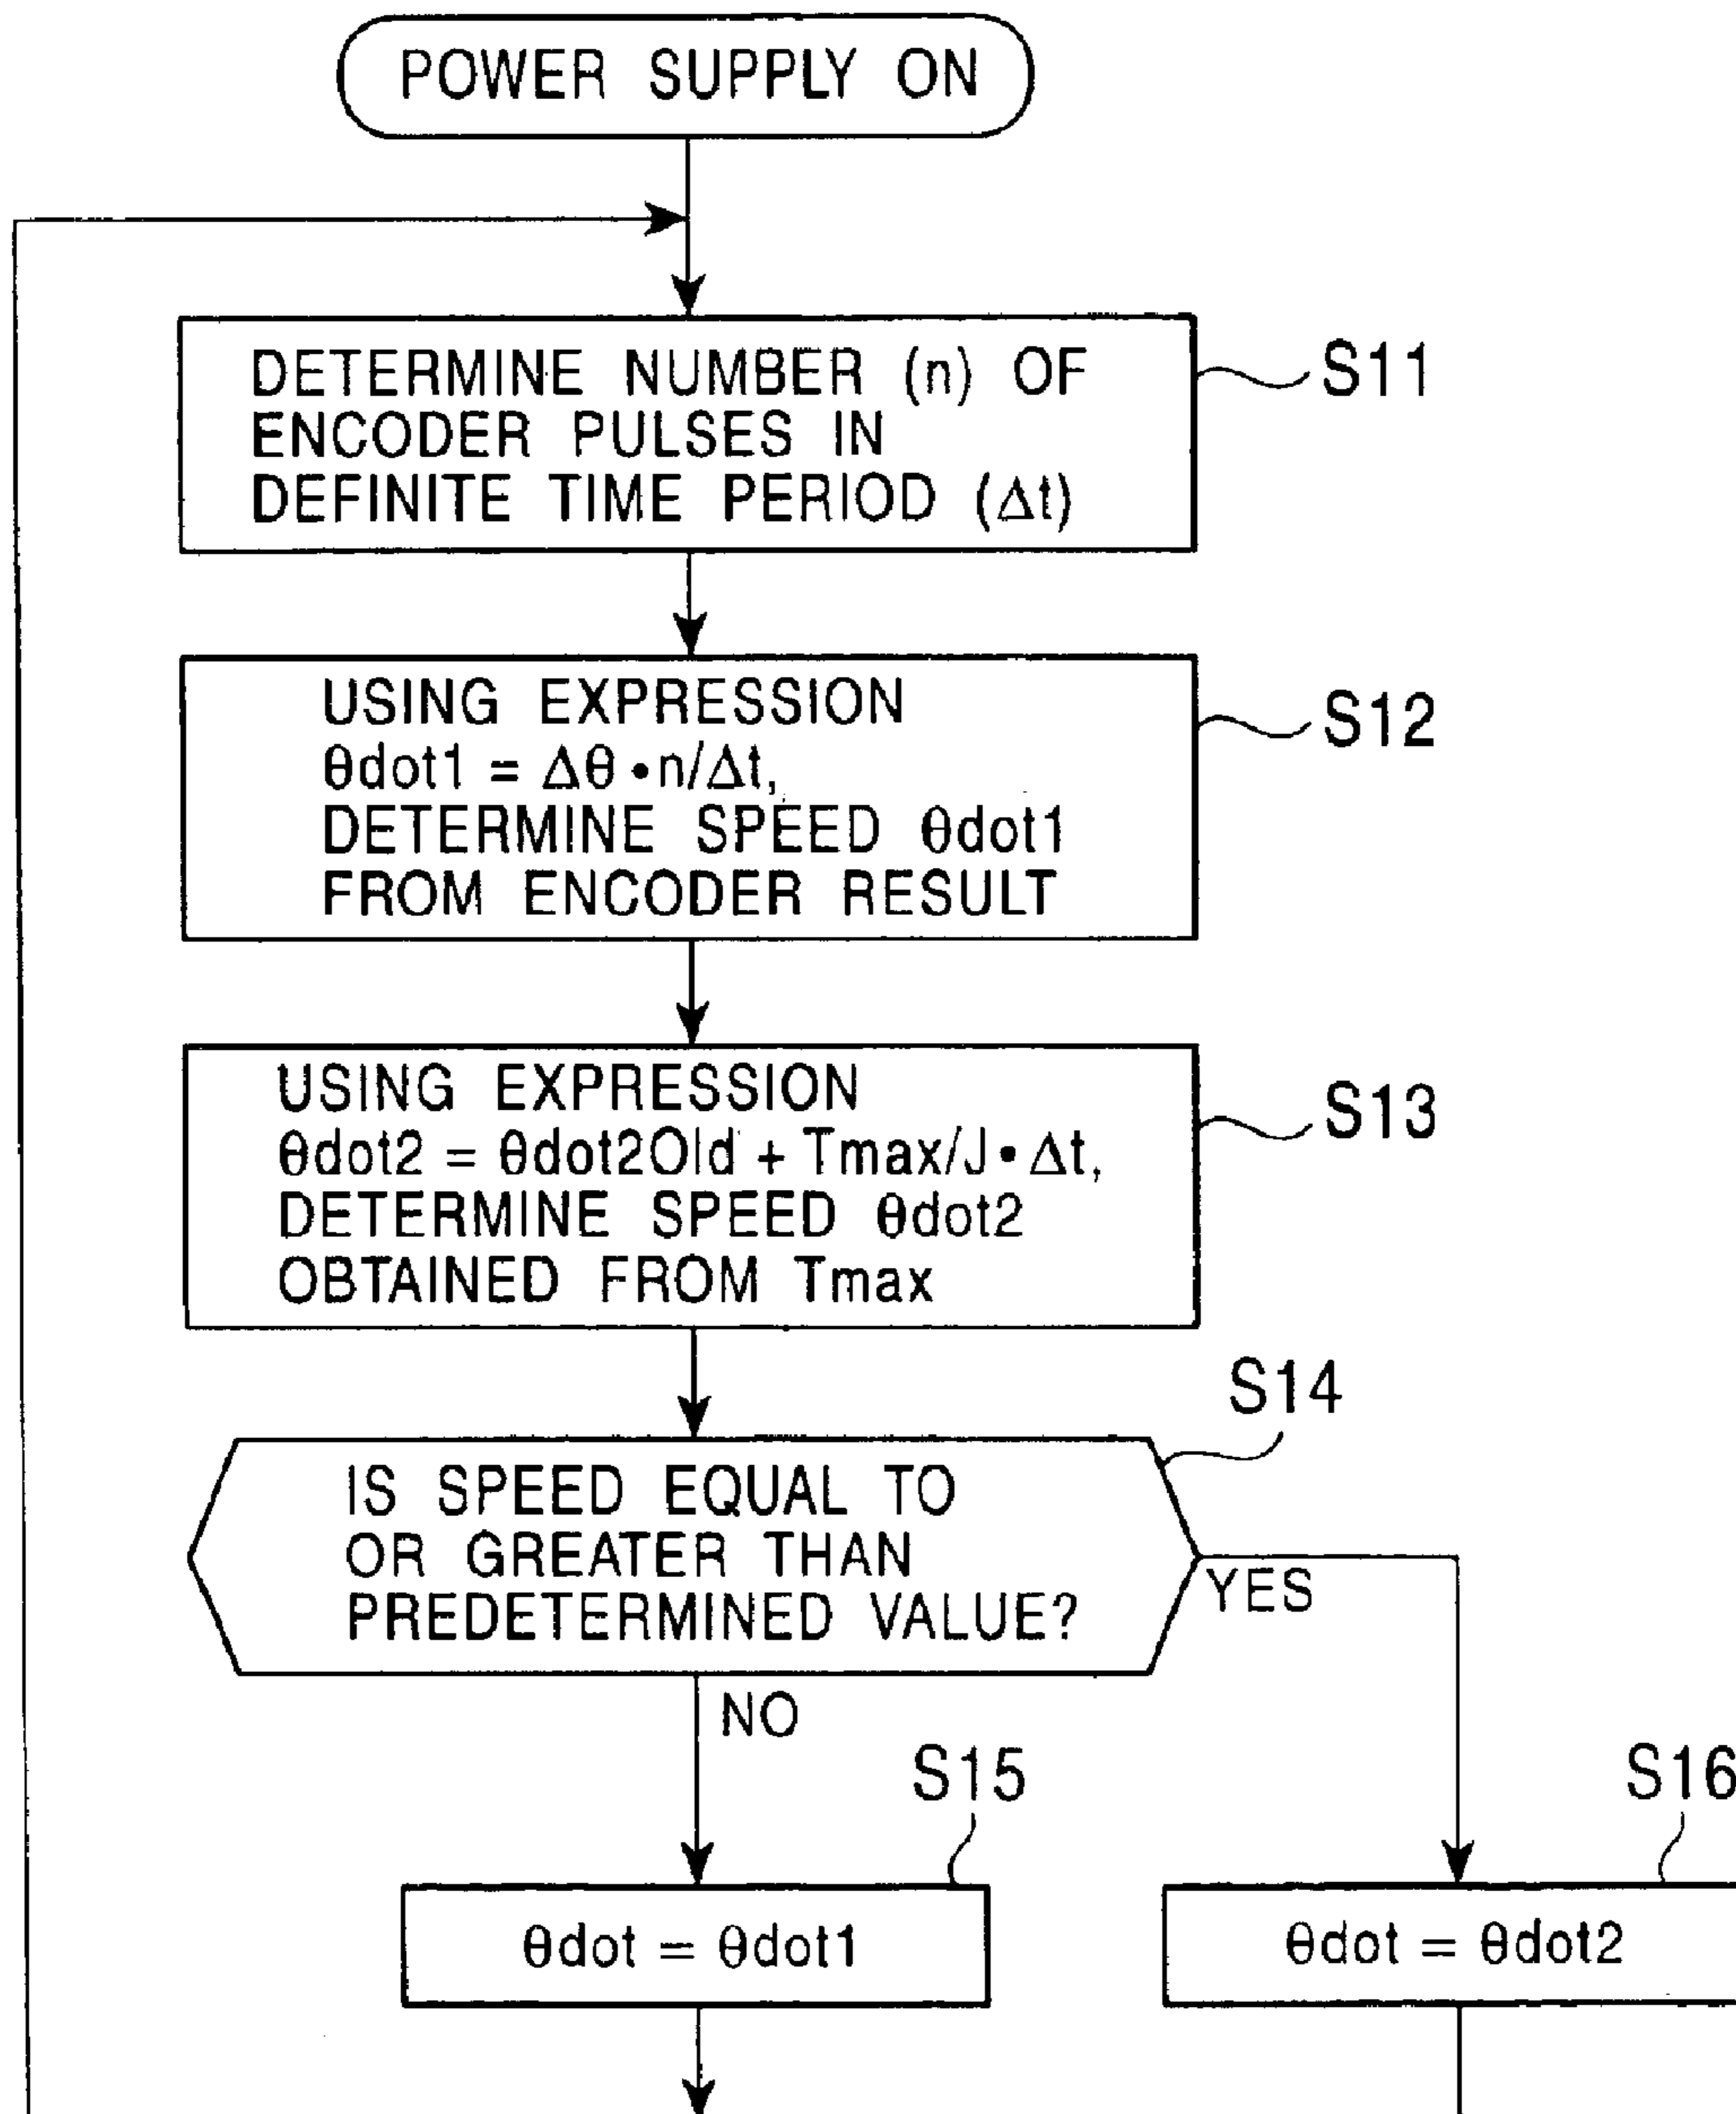 POWER SUPPLY ON
DETERMINE NUMBER (n) OF
ENCODER PULSES IN
DEFINITE TIME PERIOD (Δt)
S11
USING EXPRESSION
θdot1 = Δθ•n/Δt,
DETERMINE SPEED θdot1
FROM ENCODER RESULT
S12
USING EXPRESSION
θdot2 = θdot2Old + Tmax/J•Δt,
DETERMINE SPEED θdot2
OBTAINED FROM Tmax
S13
S14
IS SPEED EQUAL TO
OR GREATER THAN
PREDETERMINED VALUE?
YES
NO
S15
S16
θdot = θdot1
θdot = θdot2